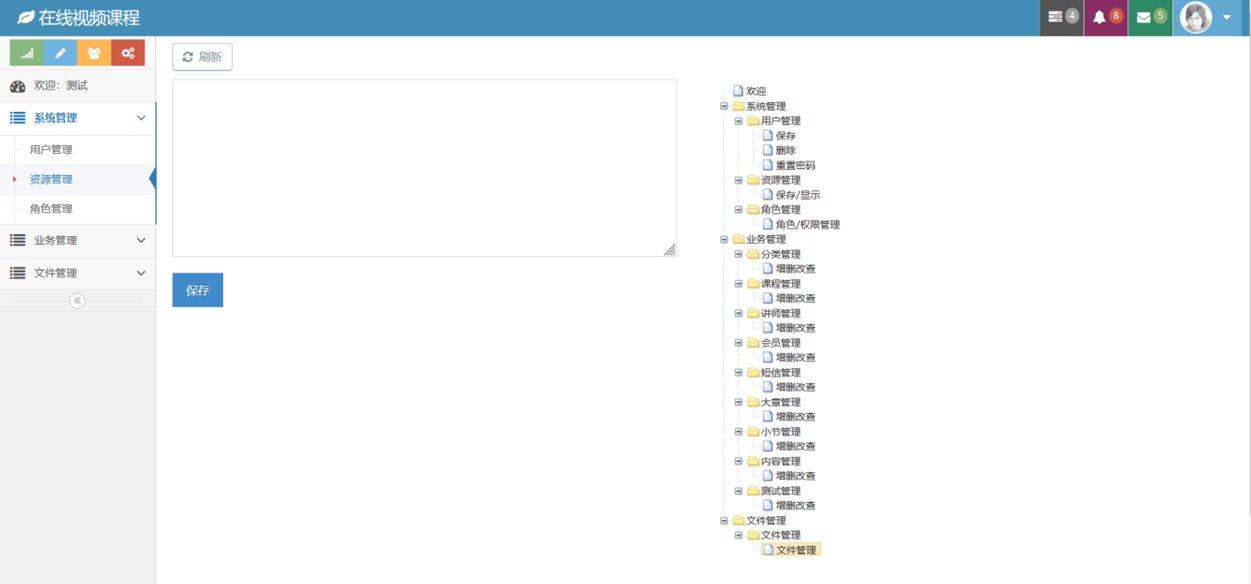 在线视频课程
4
8
5
欢迎：测试
系统管理
用户管理
资源管理
角色管理
业务管理
文件管理
刷新
保存
欢迎
系统管理
用户管理
保存
删除
重置密码
资源管理
保存/显示
角色管理
角色/权限管理
业务管理
分类管理
增删改查
课程管理
增删改查
讲师管理
增删改查
会员管理
增删改查
短信管理
增删改查
大章管理
增删改查
小节管理
增删改查
内容管理
增删改查
测试管理
增删改查
文件管理
文件管理
文件管理